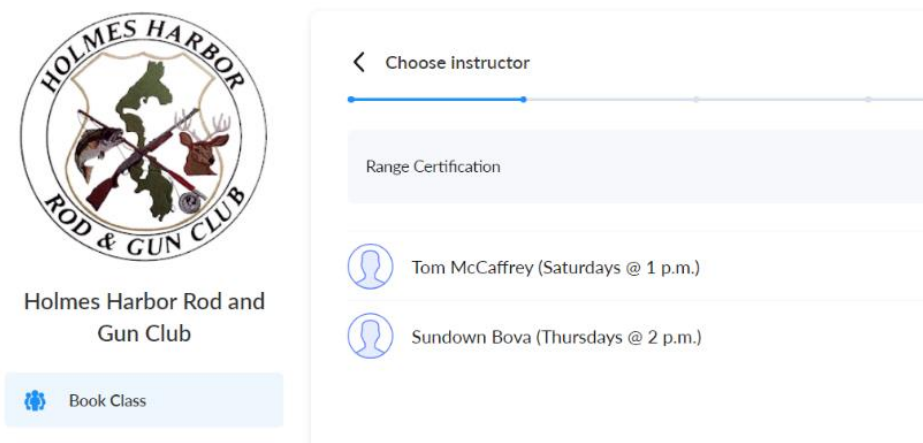 HOLMES HARBOR
ROD & GUN CLUB
Holmes Harbor Rod and
Gun Club
Book Class
Choose instructor
Range Certification
Tom McCaffrey (Saturdays @ 1 p.m.)
Sundown Bova (Thursdays @ 2 p.m.)